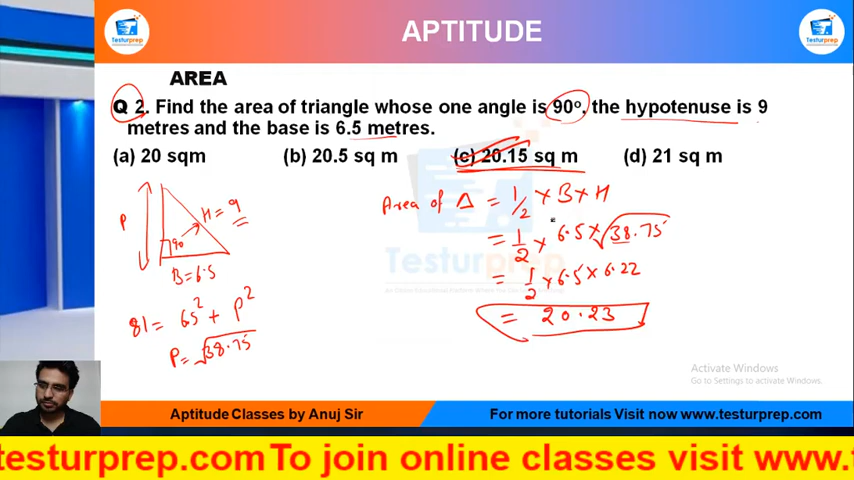 Testurprep
APTITUDE
Testurprep
AREA
Q 2. Find the area of triangle whose one angle is 90°, the hypotenuse is 9
metres and the base is 6.5 metres.
(a) 20 sqm (b) 20.5 sq m (c) 20.15 sq m (d) 21 sq m
P
H = 9
90
B = 6.5
81 = 65² + P²
P = √38.75
Area of Δ = 1/2 × B × H
= 1/2 × 6.5 × √38.75
= 1/2 × 6.5 × 6.22
= 20.23
Testurprep
Activate Windows
Go to Settings to activate Windows.
Aptitude Classes by Anuj Sir
For more tutorials Visit now www.testurprep.com
testurprep.com To join online classes visit www.